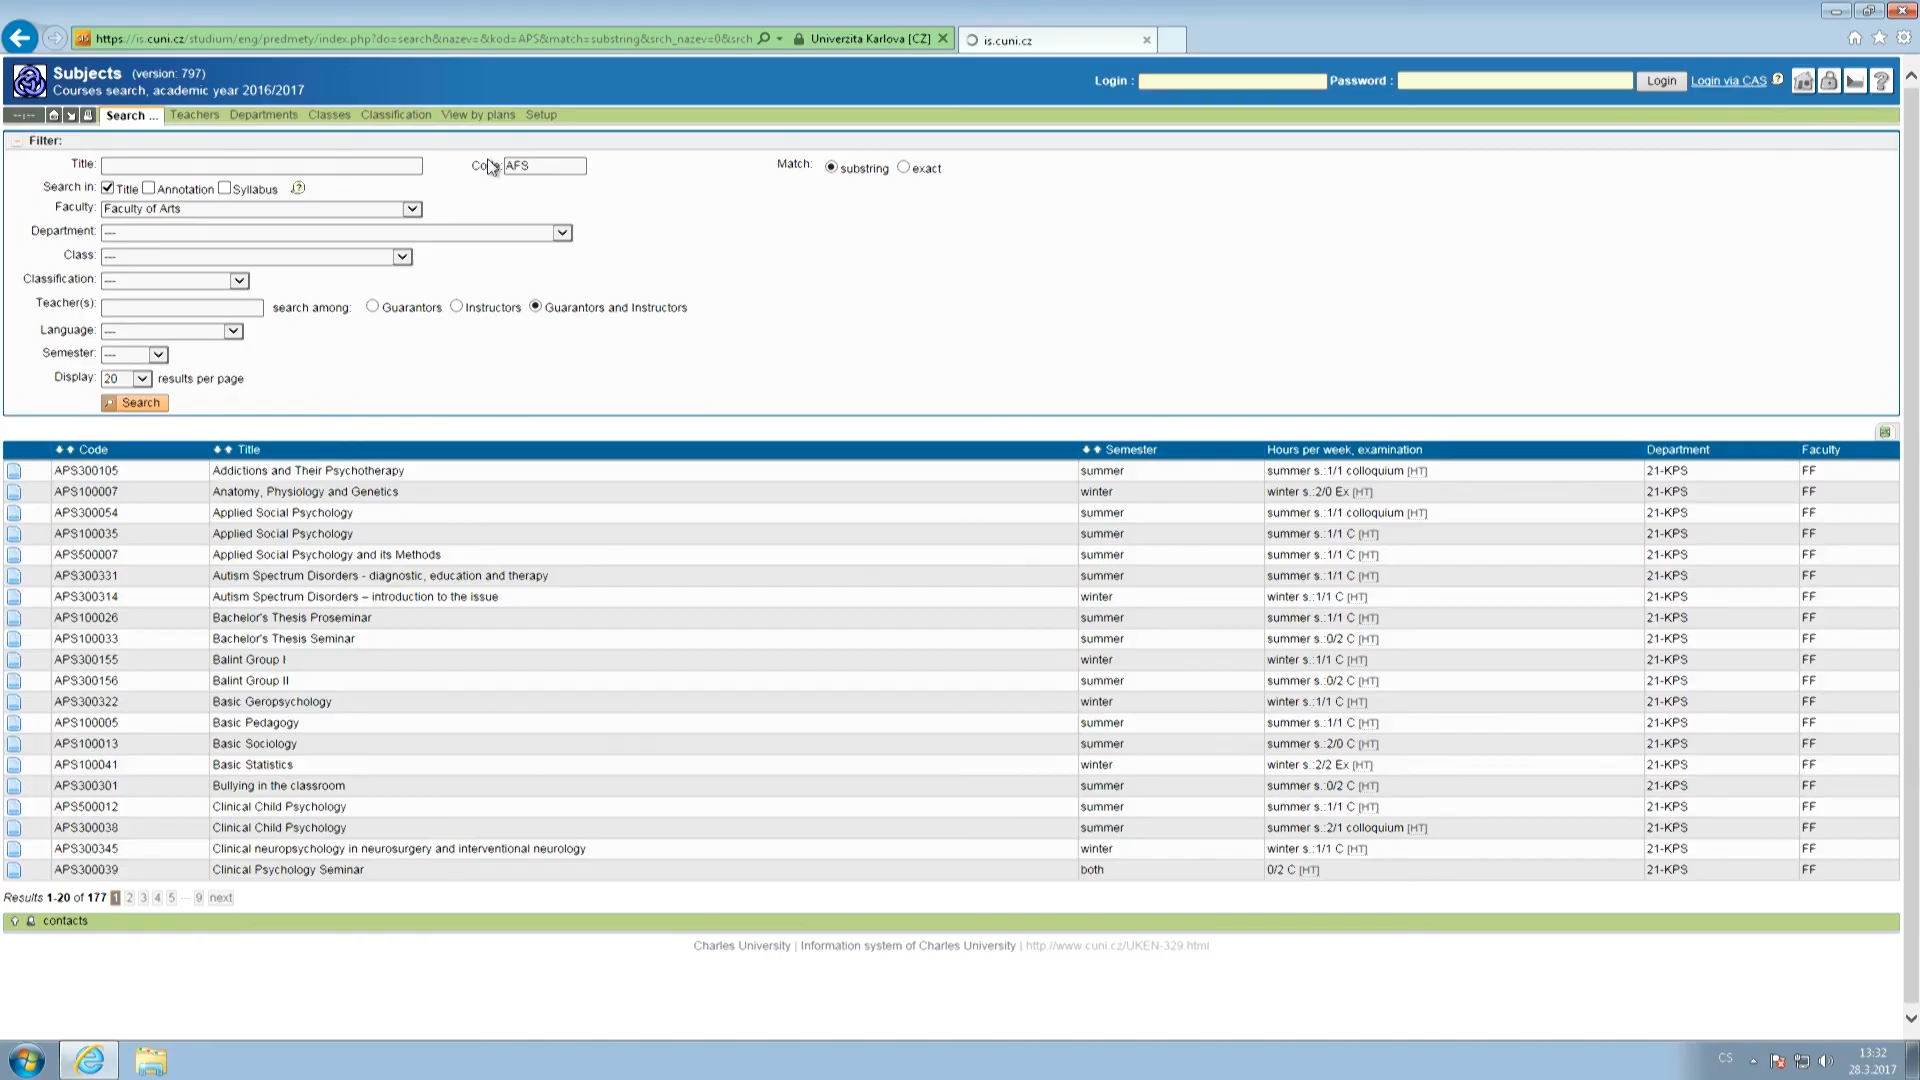 https://is.cuni.cz/studium/eng/predmety/index.php?do=search&nazev=&kod=APS&match=substring&srch_nazev=0&srch Univerzita Karlova [CZ] is.cuni.cz
Subjects (version: 797)
Courses search, academic year 2016/2017
Login : Password : Login Login via CAS
--:-- Search ... Teachers Departments Classes Classification View by plans Setup
Filter:
Title: AFS Match: substring exact
Search in: Title Annotation Syllabus
Faculty: Faculty of Arts
Department: ---
Class: ---
Classification: ---
Teacher(s): search among: Guarantors Instructors Guarantors and Instructors
Language: ---
Semester: ---
Display: 20 results per page
Search
Code Title Semester Hours per week, examination Department Faculty
APS300105 Addictions and Their Psychotherapy summer summer s.:1/1 colloquium [HT] 21-KPS FF
APS100007 Anatomy, Physiology and Genetics winter winter s.:2/0 Ex [HT] 21-KPS FF
APS300054 Applied Social Psychology summer summer s.:1/1 colloquium [HT] 21-KPS FF
APS100035 Applied Social Psychology summer summer s.:1/1 C [HT] 21-KPS FF
APS500007 Applied Social Psychology and its Methods summer summer s.:1/1 C [HT] 21-KPS FF
APS300331 Autism Spectrum Disorders - diagnostic, education and therapy summer summer s.:1/1 C [HT] 21-KPS FF
APS300314 Autism Spectrum Disorders – introduction to the issue winter winter s.:1/1 C [HT] 21-KPS FF
APS100026 Bachelor's Thesis Proseminar summer summer s.:1/1 C [HT] 21-KPS FF
APS100033 Bachelor's Thesis Seminar summer summer s.:0/2 C [HT] 21-KPS FF
APS300155 Balint Group I winter winter s.:1/1 C [HT] 21-KPS FF
APS300156 Balint Group II summer summer s.:0/2 C [HT] 21-KPS FF
APS300322 Basic Geropsychology winter winter s.:1/1 C [HT] 21-KPS FF
APS100005 Basic Pedagogy summer summer s.:1/1 C [HT] 21-KPS FF
APS100013 Basic Sociology summer summer s.:2/0 C [HT] 21-KPS FF
APS100041 Basic Statistics winter winter s.:2/2 Ex [HT] 21-KPS FF
APS300301 Bullying in the classroom summer summer s.:0/2 C [HT] 21-KPS FF
APS500012 Clinical Child Psychology summer summer s.:1/1 C [HT] 21-KPS FF
APS300038 Clinical Child Psychology summer summer s.:2/1 colloquium [HT] 21-KPS FF
APS300345 Clinical neuropsychology in neurosurgery and interventional neurology winter winter s.:1/1 C [HT] 21-KPS FF
APS300039 Clinical Psychology Seminar both 0/2 C [HT] 21-KPS FF
Results 1-20 of 177 1 2 3 4 5 ... 9 next
contacts
Charles University | Information system of Charles University | http://www.cuni.cz/UKEN-329.html
CS 13:32
28.3.2017